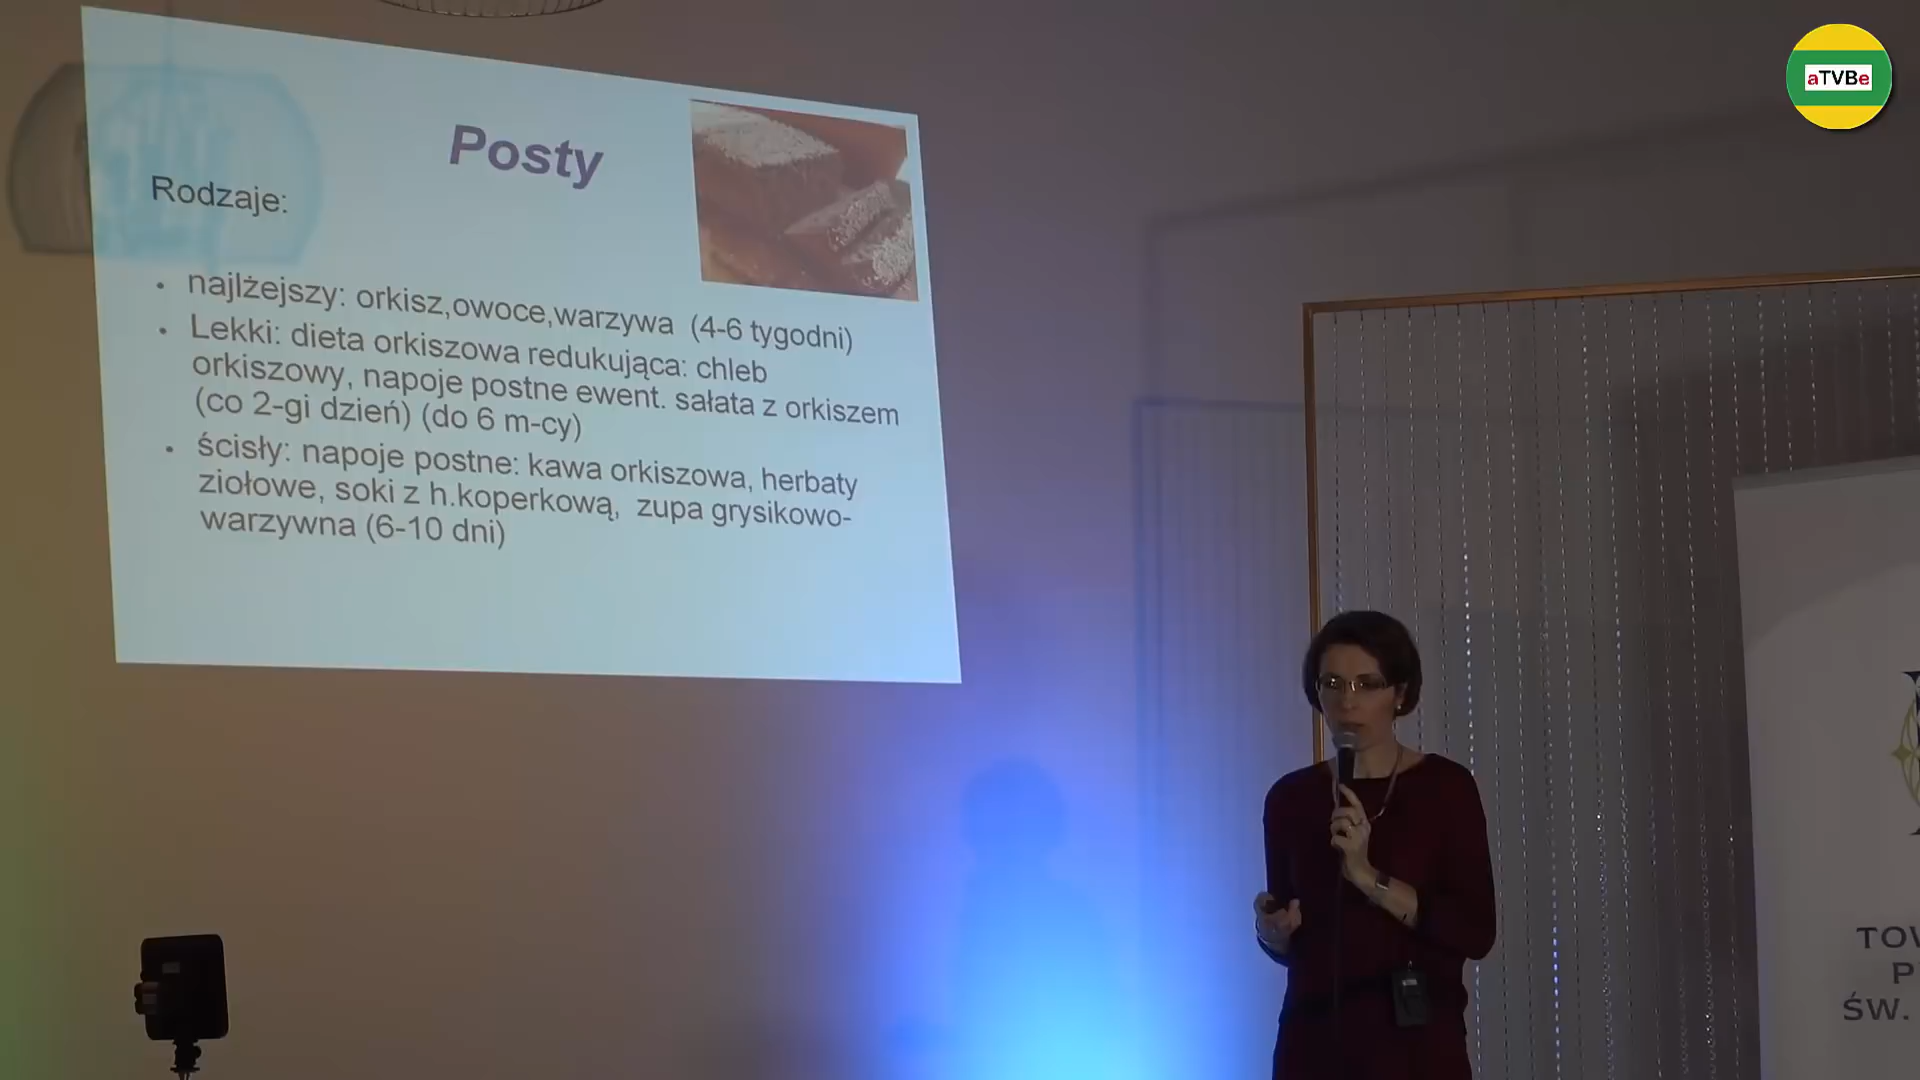 aTVBe
Posty
Rodzaje:
• najlżejszy: orkisz,owoce,warzywa (4-6 tygodni)
• Lekki: dieta orkiszowa redukująca: chleb
orkiszowy, napoje postne ewent. sałata z orkiszem
(co 2-gi dzień) (do 6 m-cy)
• ścisły: napoje postne: kawa orkiszowa, herbaty
ziołowe, soki z h.koperkową, zupa grysikowo-
warzywna (6-10 dni)
ŚW.